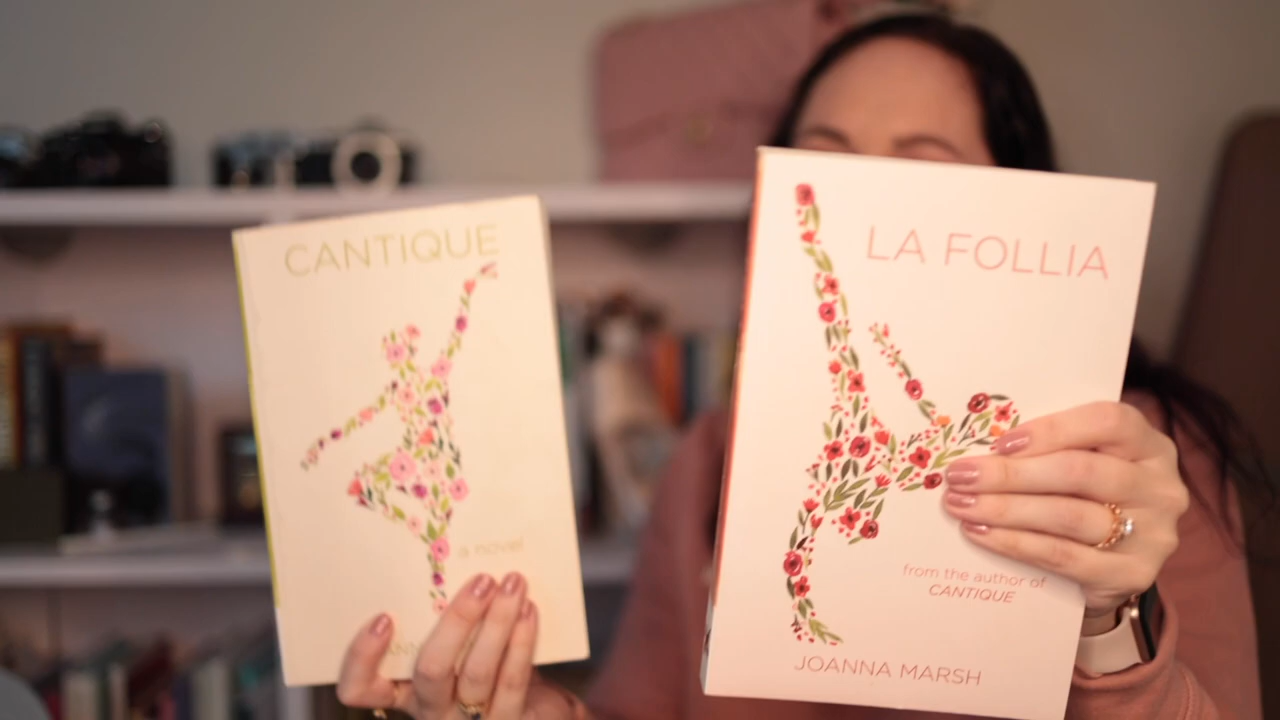 CANTIQUE
a novel
LA FOLLIA
from the author of
CANTIQUE
JOANNA MARSH